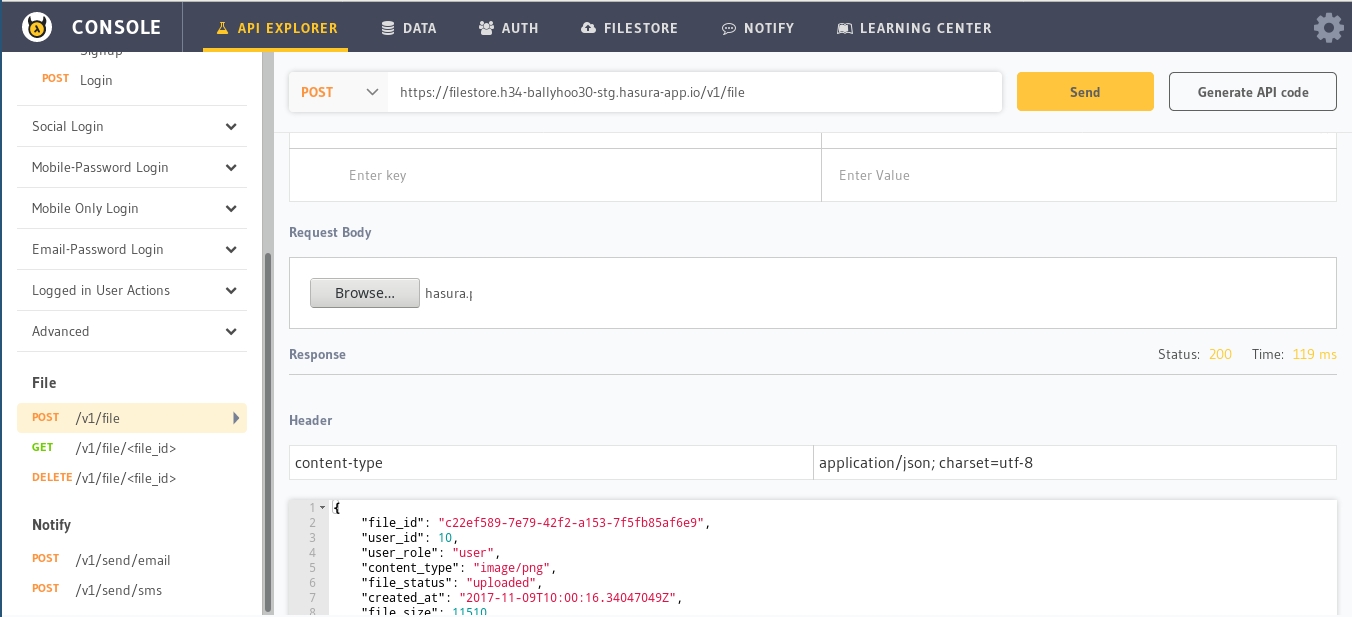 CONSOLE API EXPLORER DATA AUTH FILESTORE NOTIFY LEARNING CENTER
Signup
POST Login
Social Login
Mobile-Password Login
Mobile Only Login
Email-Password Login
Logged in User Actions
Advanced
File
POST /v1/file
GET /v1/file/<file_id>
DELETE /v1/file/<file_id>
Notify
POST /v1/send/email
POST /v1/send/sms
POST https://filestore.h34-ballyhoo30-stg.hasura-app.io/v1/file Send Generate API code
Enter key Enter Value
Request Body
Browse... hasura.p
Response Status: 200 Time: 119 ms
Header
content-type application/json; charset=utf-8
1 {
2 "file_id": "c22ef589-7e79-42f2-a153-7f5fb85af6e9",
3 "user_id": 10,
4 "user_role": "user",
5 "content_type": "image/png",
6 "file_status": "uploaded",
7 "created_at": "2017-11-09T10:00:16.34047049Z",
8 "file_size": 11510